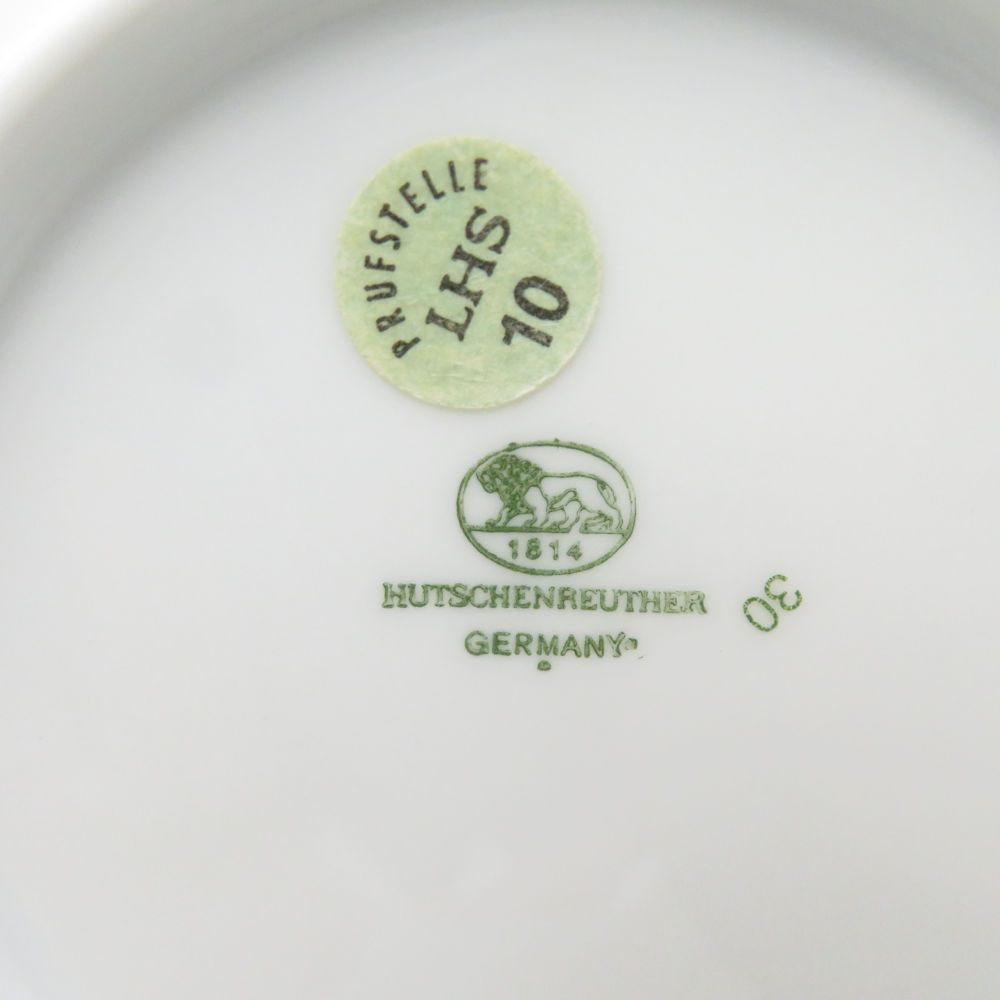 PRUFSTELLE
LHS
10
1814
HUTSCHENREUTHER
GERMANY
30